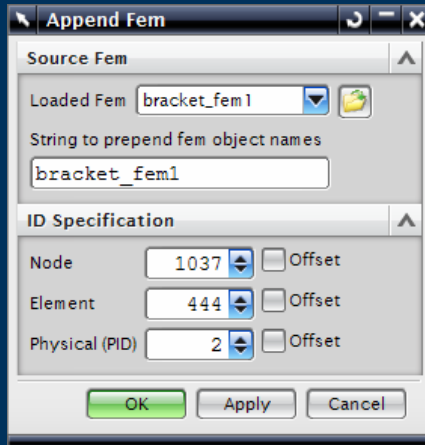 Append Fem
Source Fem
Loaded Fem bracket_fem1
String to prepend fem object names
bracket_fem1
ID Specification
Node 1037 Offset
Element 444 Offset
Physical (PID) 2 Offset
OK Apply Cancel